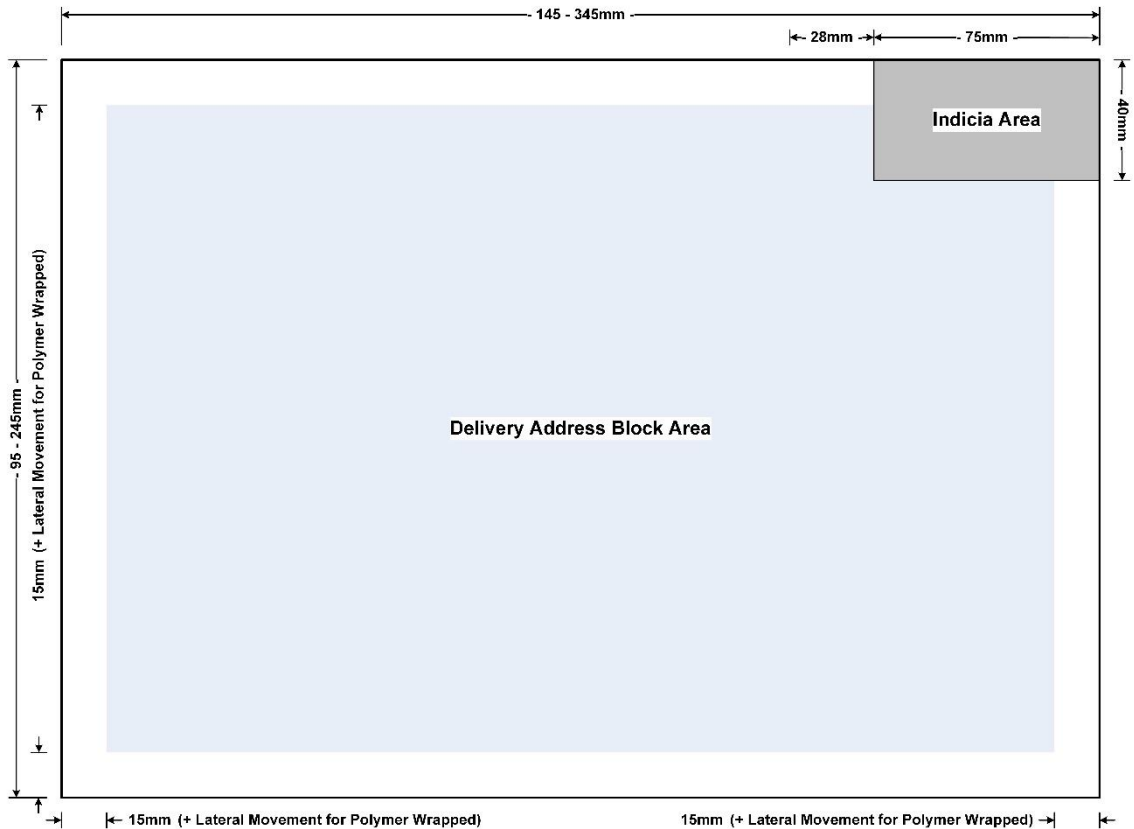 - 145 - 345mm -
- 28mm -
- 75mm -
Indicia Area
- 40mm -
- 95 - 245mm -
15mm (+ Lateral Movement for Polymer Wrapped)
Delivery Address Block Area
15mm (+ Lateral Movement for Polymer Wrapped)
15mm (+ Lateral Movement for Polymer Wrapped)